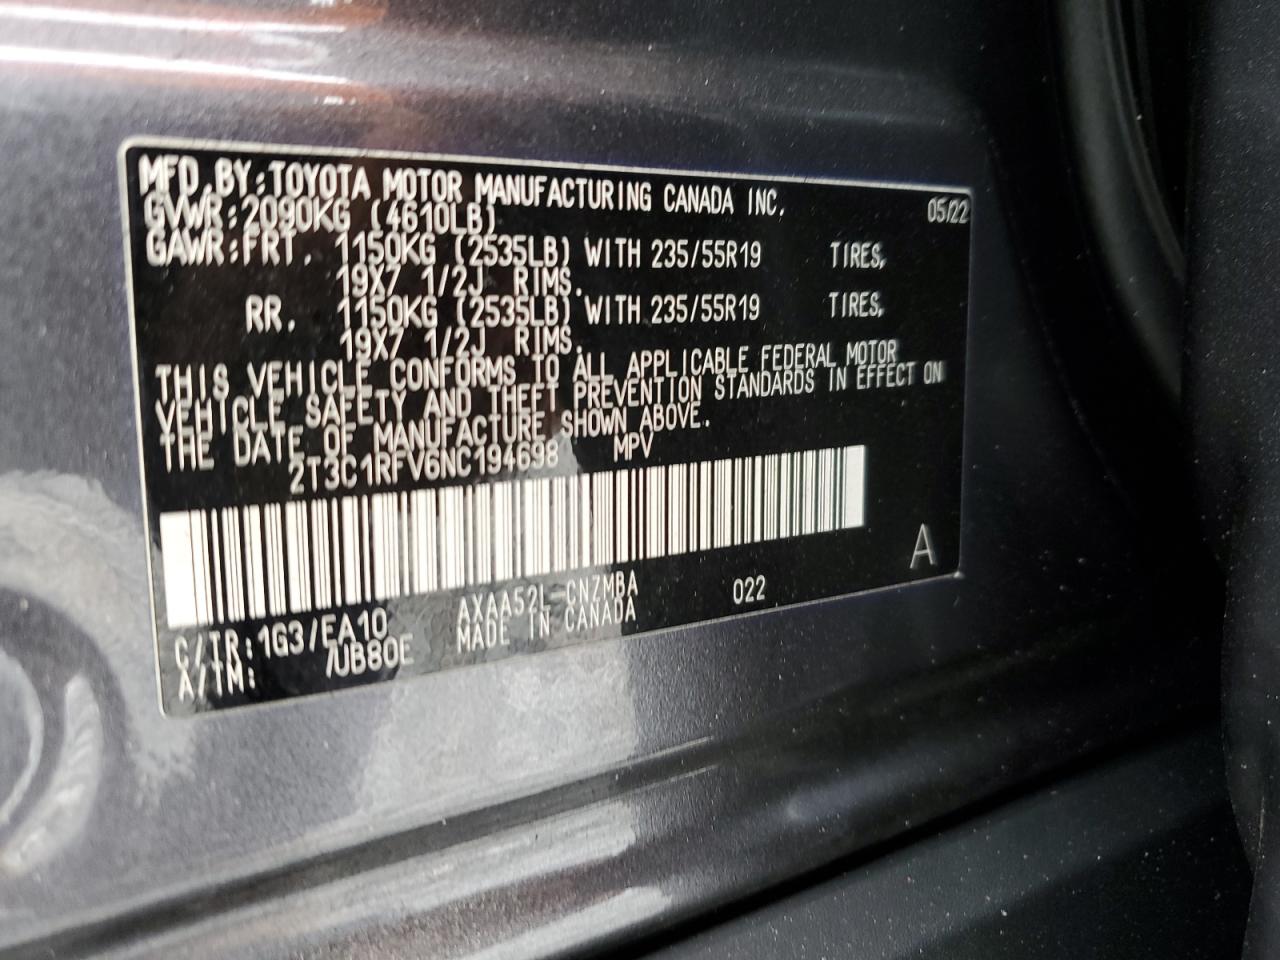 MFD.BY:TOYOTA MOTOR MANUFACTURING CANADA INC. 05/22
GVWR:2090KG (4610LB)
GAWR:FRT. 1150KG (2535LB) WITH 235/55R19 TIRES,
19X7 1/2J RIMS.
RR. 1150KG (2535LB) WITH 235/55R19 TIRES,
19X7 1/2J RIMS.
THIS VEHICLE CONFORMS TO ALL APPLICABLE FEDERAL MOTOR
VEHICLE SAFETY AND THEFT PREVENTION STANDARDS IN EFFECT ON
THE DATE OF MANUFACTURE SHOWN ABOVE.
2T3C1RFV6NC194698 MPV
A
C/TR:1G3/EA10 AXAA52L-CNZMBA 022
A/TM: /UB80E MADE IN CANADA